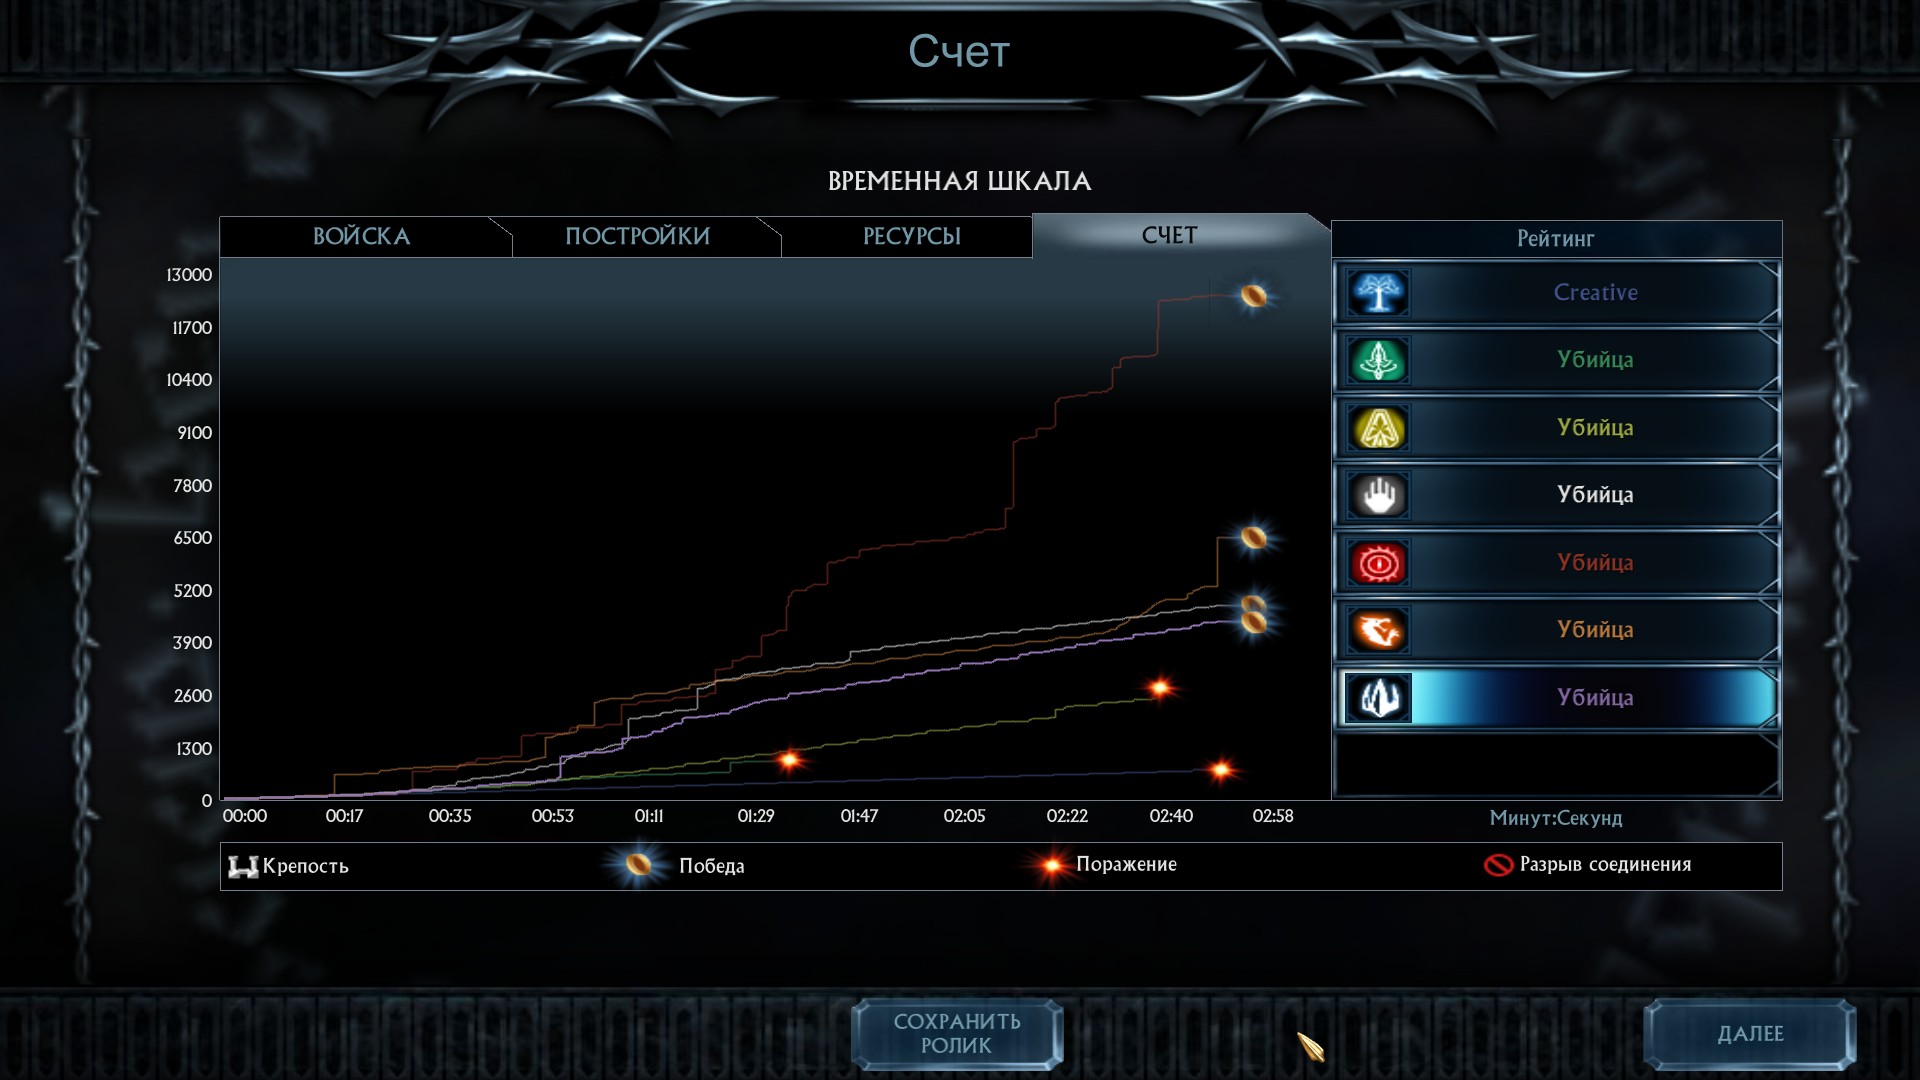 Счет
ВРЕМЕННАЯ ШКАЛА
ВОЙСКА
ПОСТРОЙКИ
РЕСУРСЫ
СЧЕТ
Рейтинг
13000
11700
10400
9100
7800
6500
5200
3900
2600
1300
0
00:00
00:17
00:35
00:53
01:11
01:29
01:47
02:05
02:22
02:40
02:58
Creative
Убийца
Убийца
Убийца
Убийца
Убийца
Убийца
Минут:Секунд
Крепость
Победа
Поражение
Разрыв соединения
СОХРАНИТЬ
РОЛИК
ДАЛЕЕ